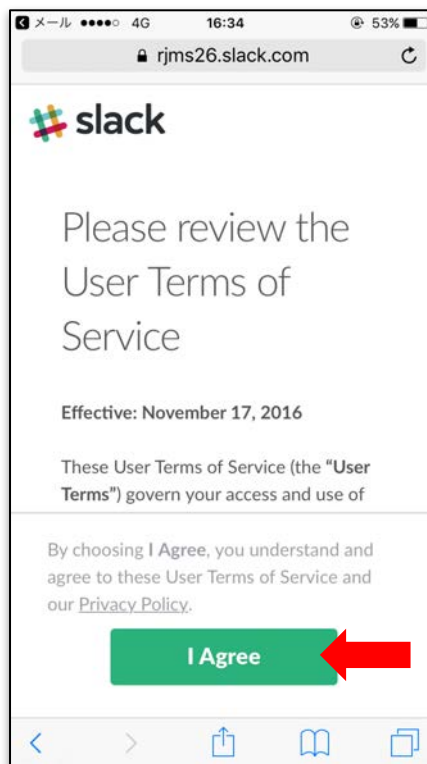 メール 4G 16:34 53%
rjms26.slack.com
slack
Please review the
User Terms of
Service
Effective: November 17, 2016
These User Terms of Service (the “User
Terms”) govern your access and use of
By choosing I Agree, you understand and
agree to these User Terms of Service and
our Privacy Policy.
I Agree